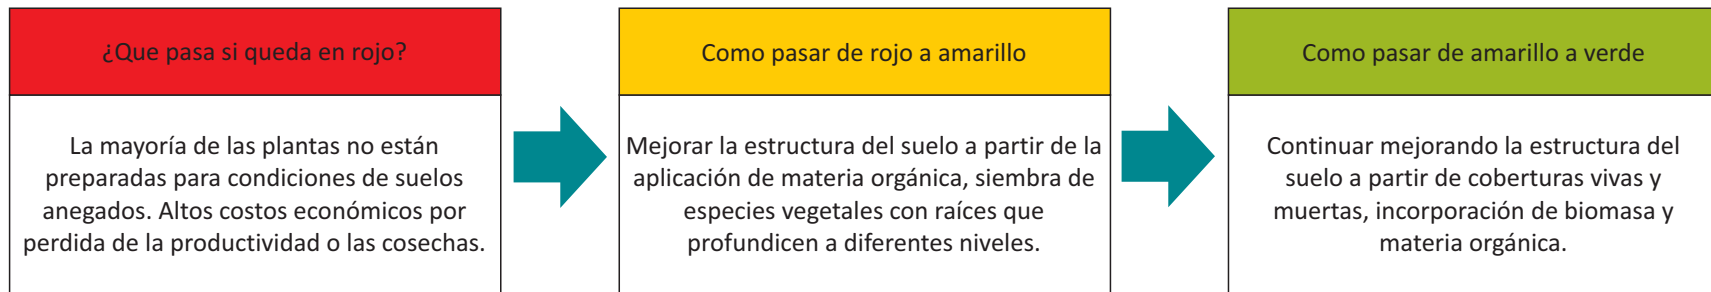 ¿Que pasa si queda en rojo?
La mayoría de las plantas no están
preparadas para condiciones de suelos
anegados. Altos costos económicos por
perdida de la productividad o las cosechas.
Como pasar de rojo a amarillo
Mejorar la estructura del suelo a partir de la
aplicación de materia orgánica, siembra de
especies vegetales con raíces que
profundicen a diferentes niveles.
Como pasar de amarillo a verde
Continuar mejorando la estructura del
suelo a partir de coberturas vivas y
muertas, incorporación de biomasa y
materia orgánica.